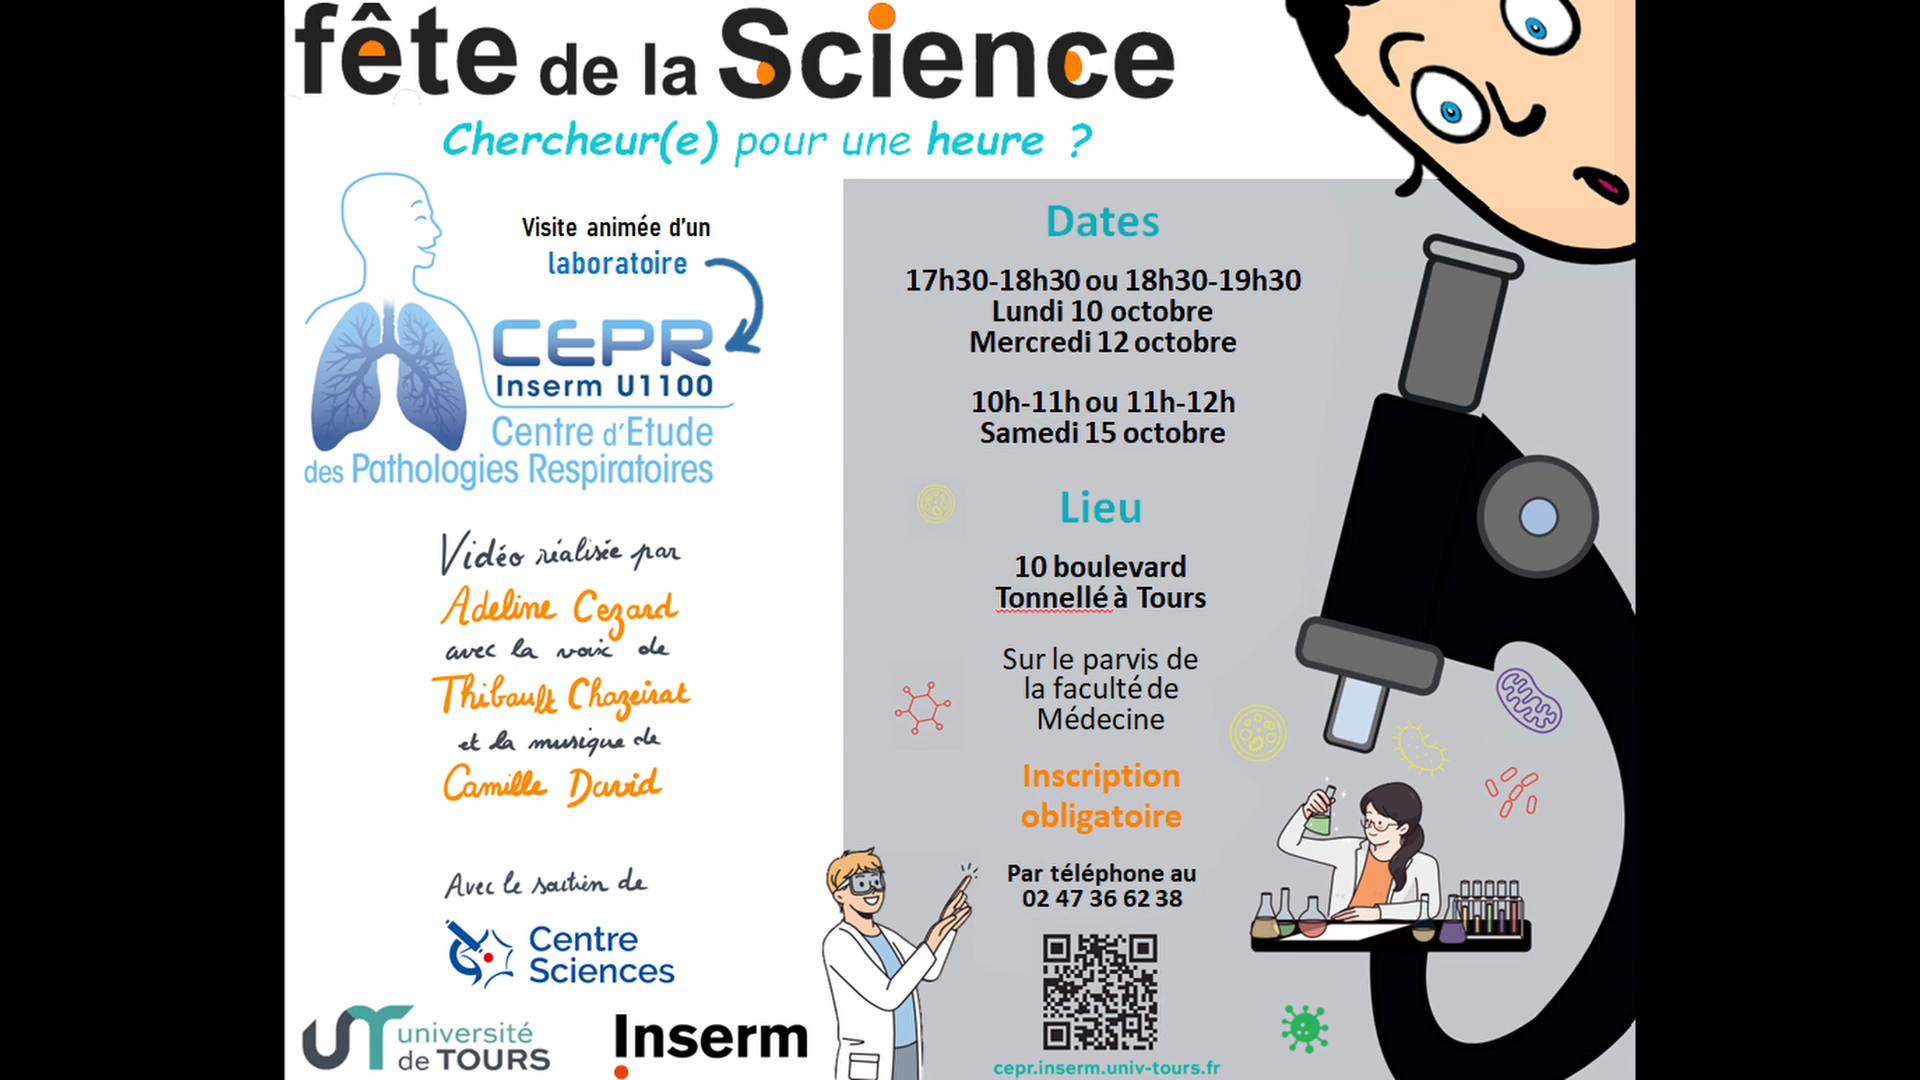 fête de la Science
Chercheur(e) pour une heure ?
Visite animée d'un
laboratoire
CEPR
Inserm U1100
Centre d'Etude
des Pathologies Respiratoires
Vidéo réalisée par
Adeline Cezard
avec la voix de
Thibault Chazeirat
et la musique de
Camille David
Avec le soutien de
Centre
Sciences
université
de TOURS
Inserm
Dates
17h30-18h30 ou 18h30-19h30
Lundi 10 octobre
Mercredi 12 octobre
10h-11h ou 11h-12h
Samedi 15 octobre
Lieu
10 boulevard
Tonnellé à Tours
Sur le parvis de
la faculté de
Médecine
Inscription
obligatoire
Par téléphone au
02 47 36 62 38
cepr.inserm.univ-tours.fr